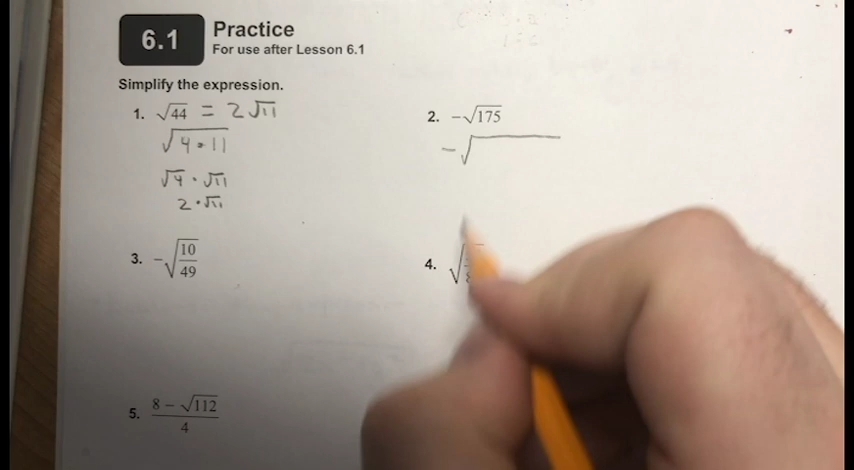 6.1
Practice
For use after Lesson 6.1
Simplify the expression.
1. √44 = 2√11
√4·11
√4 · √11
2·√11
2. -√175
-√
3. -√10/49
4. √
5. 8 - √112 / 4